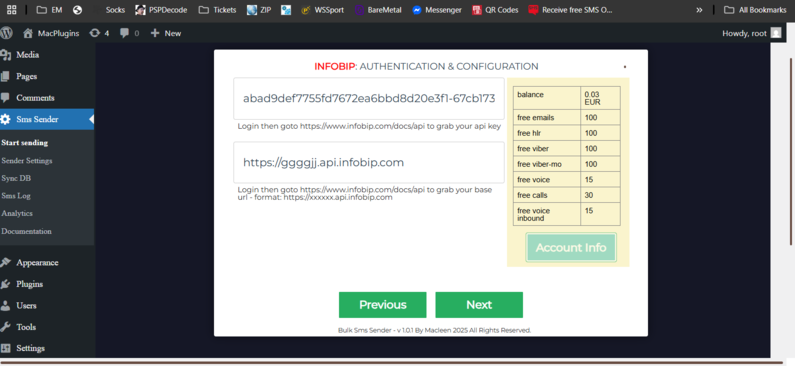 EM
Socks
PSPDecode
Tickets
ZIP
WSSport
BareMetal
Messenger
QR Codes
Receive free SMS O...
»
All Bookmarks
MacPlugins
4
0
+ New
Howdy, root
Media
Pages
Comments
Sms Sender
Start sending
Sender Settings
Sync DB
Sms Log
Analytics
Documentation
Appearance
Plugins
Users
Tools
Settings
INFOBIP: AUTHENTICATION & CONFIGURATION
abad9def7755fd7672ea6bbd8d20e3f1-67cb173
Login then goto https://www.infobip.com/docs/api to grab your api key
https://ggggjj.api.infobip.com
Login then goto https://www.infobip.com/docs/api to grab your base
url - format: https://xxxxxx.api.infobip.com
balance 0.03
EUR
free emails 100
free hlr 100
free viber 100
free viber-mo 100
free voice 15
free calls 30
free voice 15
inbound
Account Info
Previous
Next
Bulk Sms Sender - v 1.0.1 By Macleen 2025 All Rights Reserved.